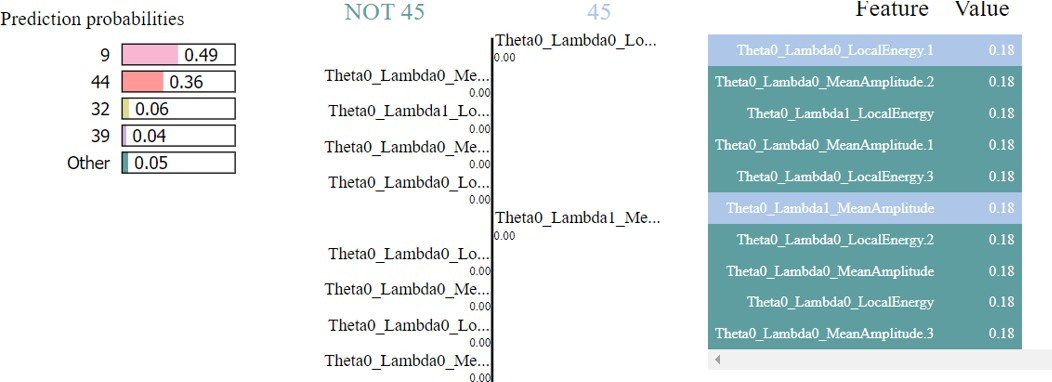 Prediction probabilities
9 0.49
44 0.36
32 0.06
39 0.04
Other 0.05
NOT 45 45
Theta0_Lambda0_Lo...
0.00
Theta0_Lambda0_Me...
0.00
Theta0_Lambda1_Lo...
0.00
Theta0_Lambda0_Me...
0.00
Theta0_Lambda0_Lo...
0.00
Theta0_Lambda1_Me...
0.00
Theta0_Lambda0_Lo...
0.00
Theta0_Lambda0_Me...
0.00
Theta0_Lambda0_Lo...
0.00
Theta0_Lambda0_Me...
0.00
Feature Value
Theta0_Lambda0_LocalEnergy.1 0.18
Theta0_Lambda0_MeanAmplitude.2 0.18
Theta0_Lambda1_LocalEnergy 0.18
Theta0_Lambda0_MeanAmplitude.1 0.18
Theta0_Lambda0_LocalEnergy.3 0.18
Theta0_Lambda1_MeanAmplitude 0.18
Theta0_Lambda0_LocalEnergy.2 0.18
Theta0_Lambda0_MeanAmplitude 0.18
Theta0_Lambda0_LocalEnergy 0.18
Theta0_Lambda0_MeanAmplitude.3 0.18